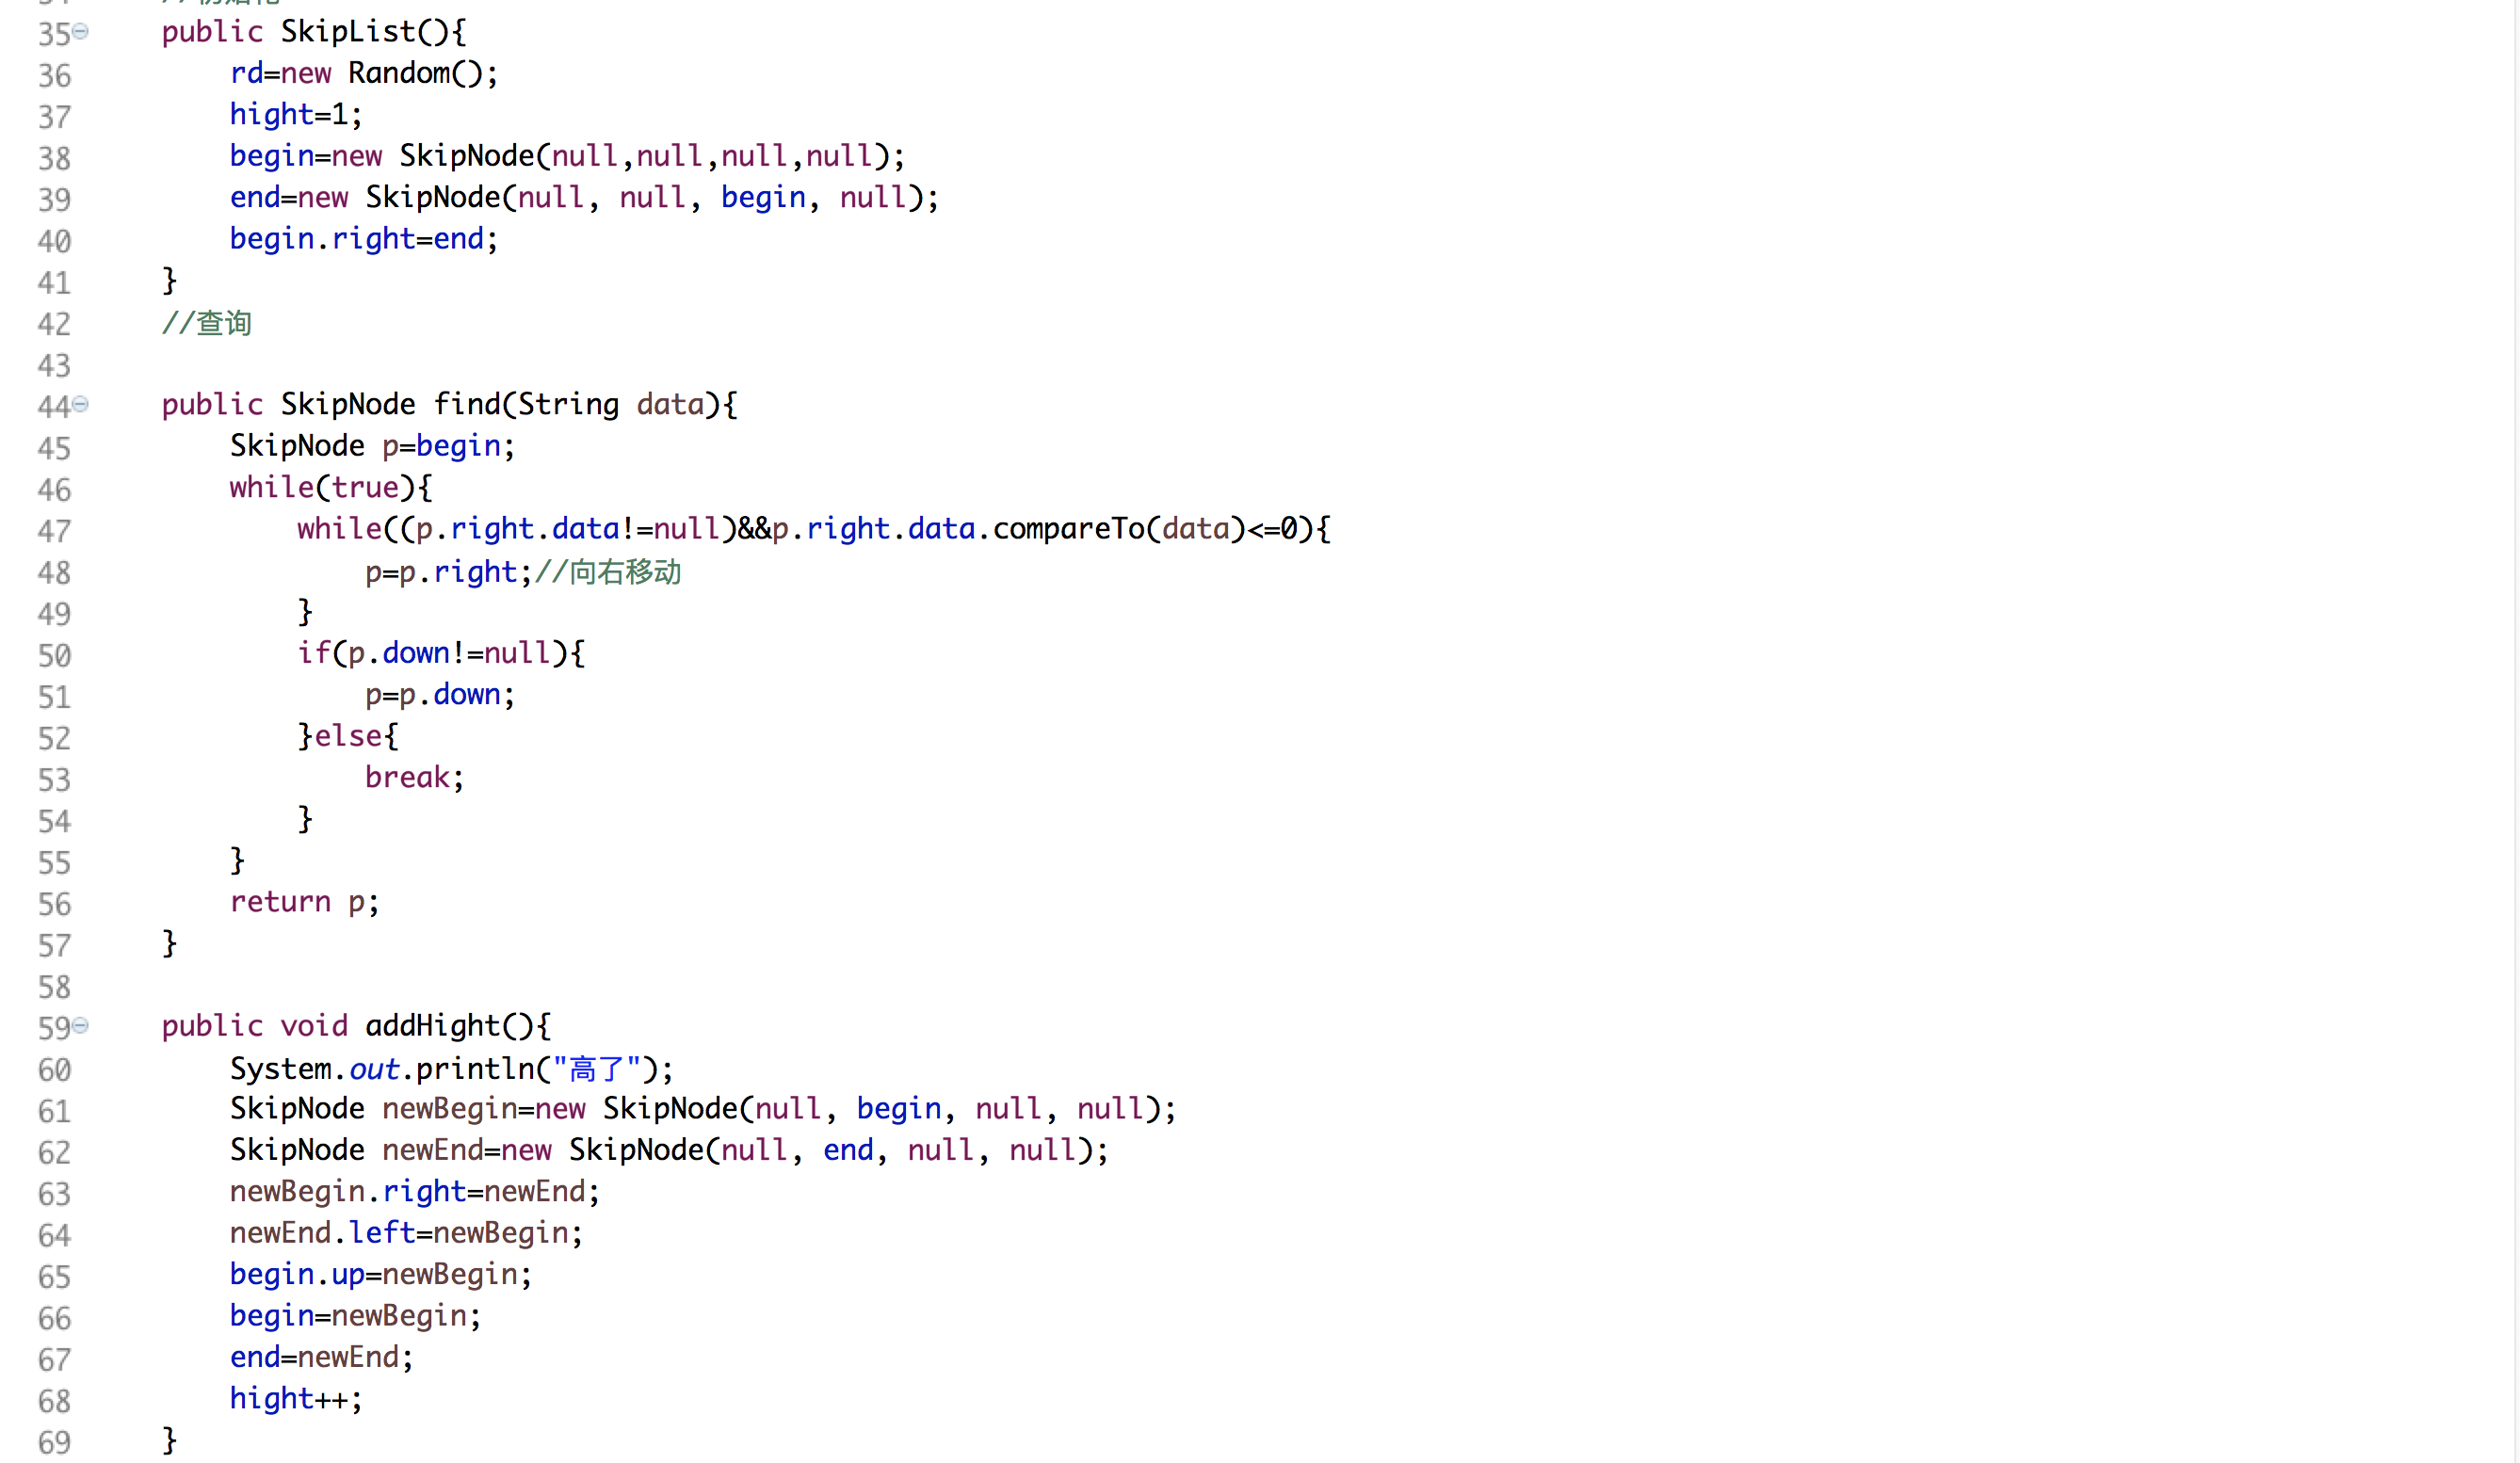 35 public SkipList(){
36 rd=new Random();
37 hight=1;
38 begin=new SkipNode(null,null,null,null);
39 end=new SkipNode(null, null, begin, null);
40 begin.right=end;
41 }
42 //查询
43
44 public SkipNode find(String data){
45 SkipNode p=begin;
46 while(true){
47 while((p.right.data!=null)&&p.right.data.compareTo(data)<=0){
48 p=p.right;//向右移动
49 }
50 if(p.down!=null){
51 p=p.down;
52 }else{
53 break;
54 }
55 }
56 return p;
57 }
58
59 public void addHight(){
60 System.out.println("高了");
61 SkipNode newBegin=new SkipNode(null, begin, null, null);
62 SkipNode newEnd=new SkipNode(null, end, null, null);
63 newBegin.right=newEnd;
64 newEnd.left=newBegin;
65 begin.up=newBegin;
66 begin=newBegin;
67 end=newEnd;
68 hight++;
69 }